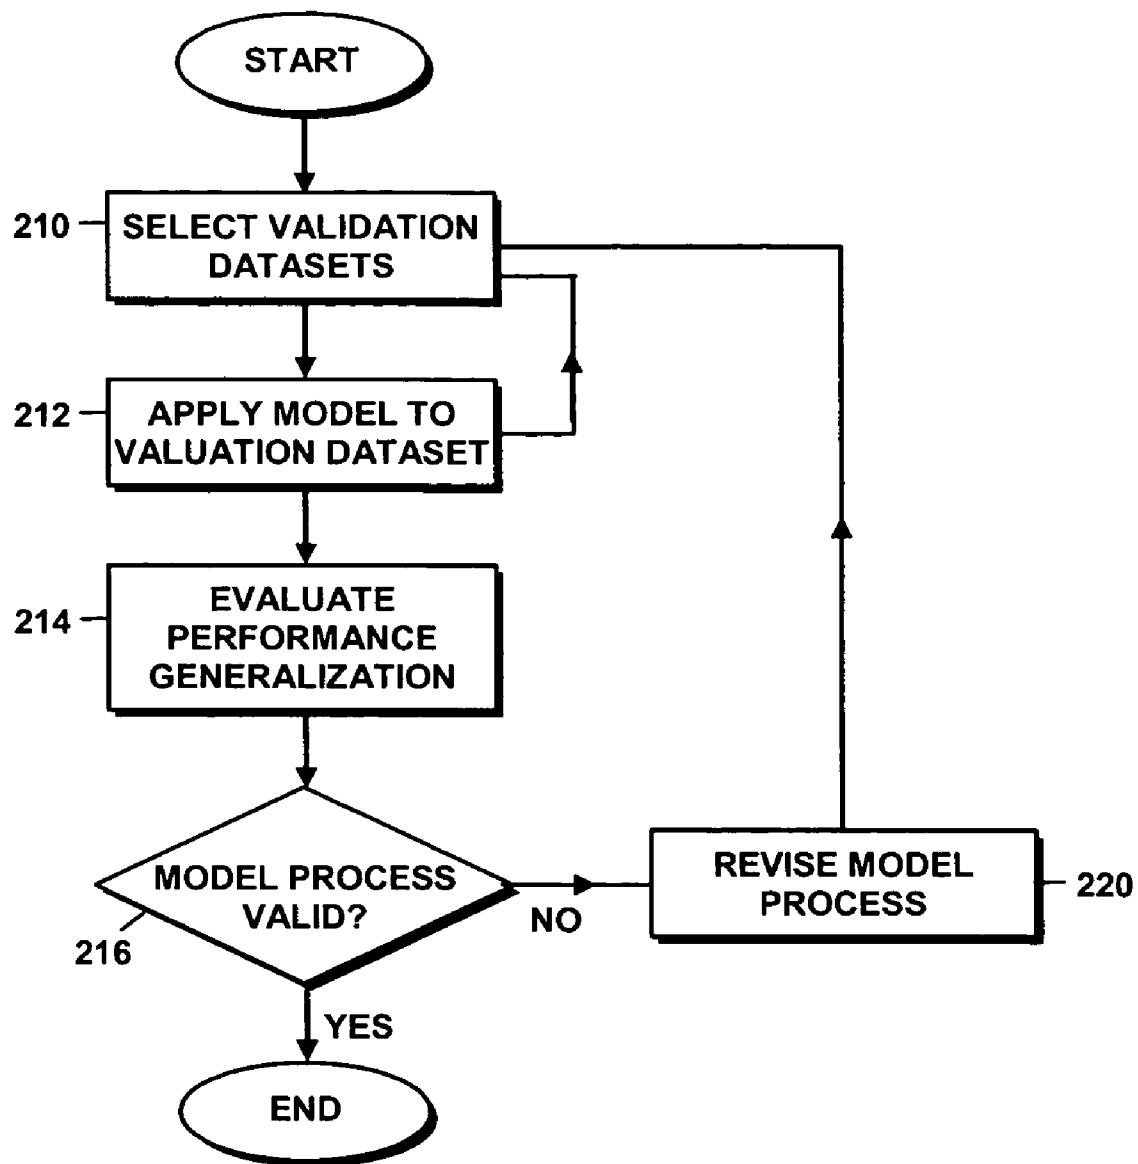 START
210
SELECT VALIDATION
DATASETS
212
APPLY MODEL TO
VALUATION DATASET
214
EVALUATE
PERFORMANCE
GENERALIZATION
MODEL PROCESS
VALID?
216
NO
REVISE MODEL
PROCESS
220
YES
END